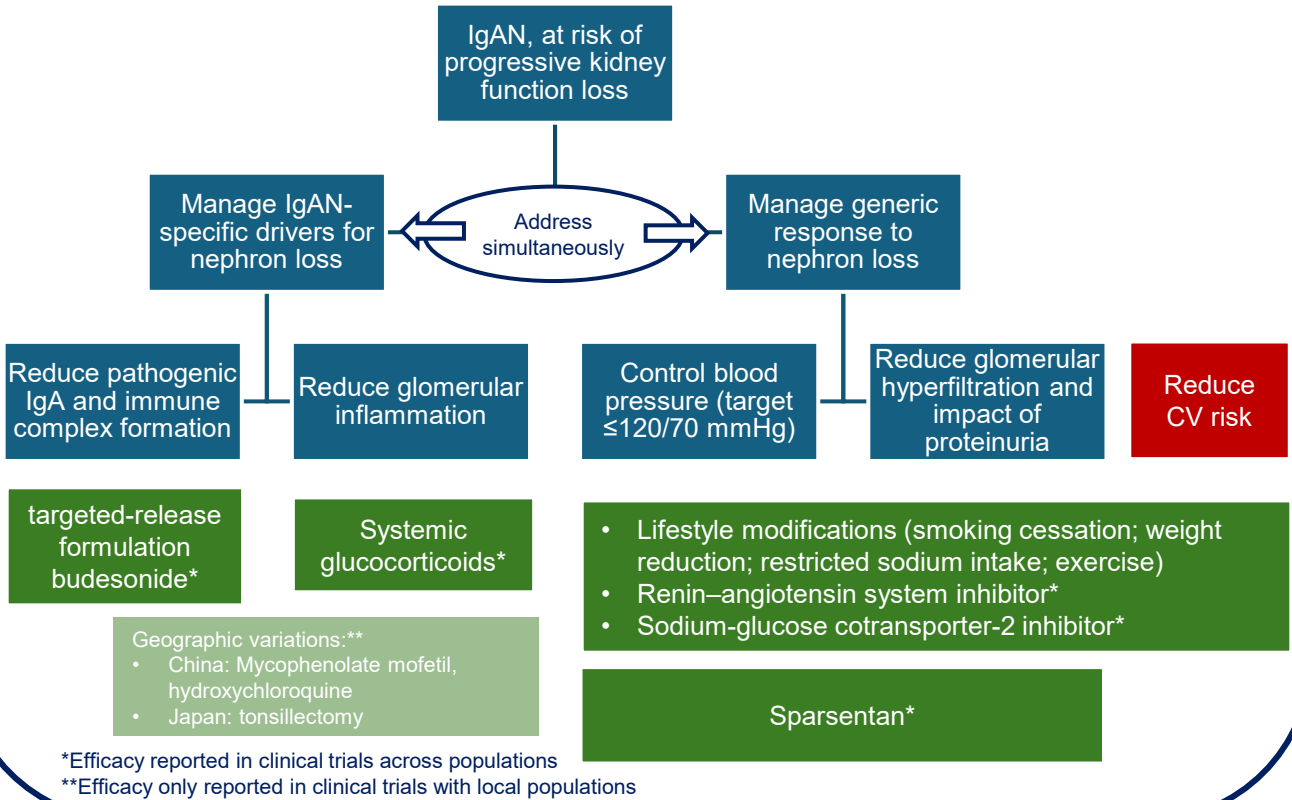 IgAN, at risk of
progressive kidney
function loss
Manage IgAN-
specific drivers for
nephron loss
Address
simultaneously
Manage generic
response to
nephron loss
Reduce pathogenic
IgA and immune
complex formation
Reduce glomerular
inflammation
Control blood
pressure (target
≤120/70 mmHg)
Reduce glomerular
hyperfiltration and
impact of
proteinuria
Reduce
CV risk
targeted-release
formulation
budesonide*
Systemic
glucocorticoids*
• Lifestyle modifications (smoking cessation; weight
reduction; restricted sodium intake; exercise)
• Renin–angiotensin system inhibitor*
• Sodium-glucose cotransporter-2 inhibitor*
Geographic variations:**
• China: Mycophenolate mofetil,
hydroxychloroquine
• Japan: tonsillectomy
Sparsentan*
*Efficacy reported in clinical trials across populations
**Efficacy only reported in clinical trials with local populations